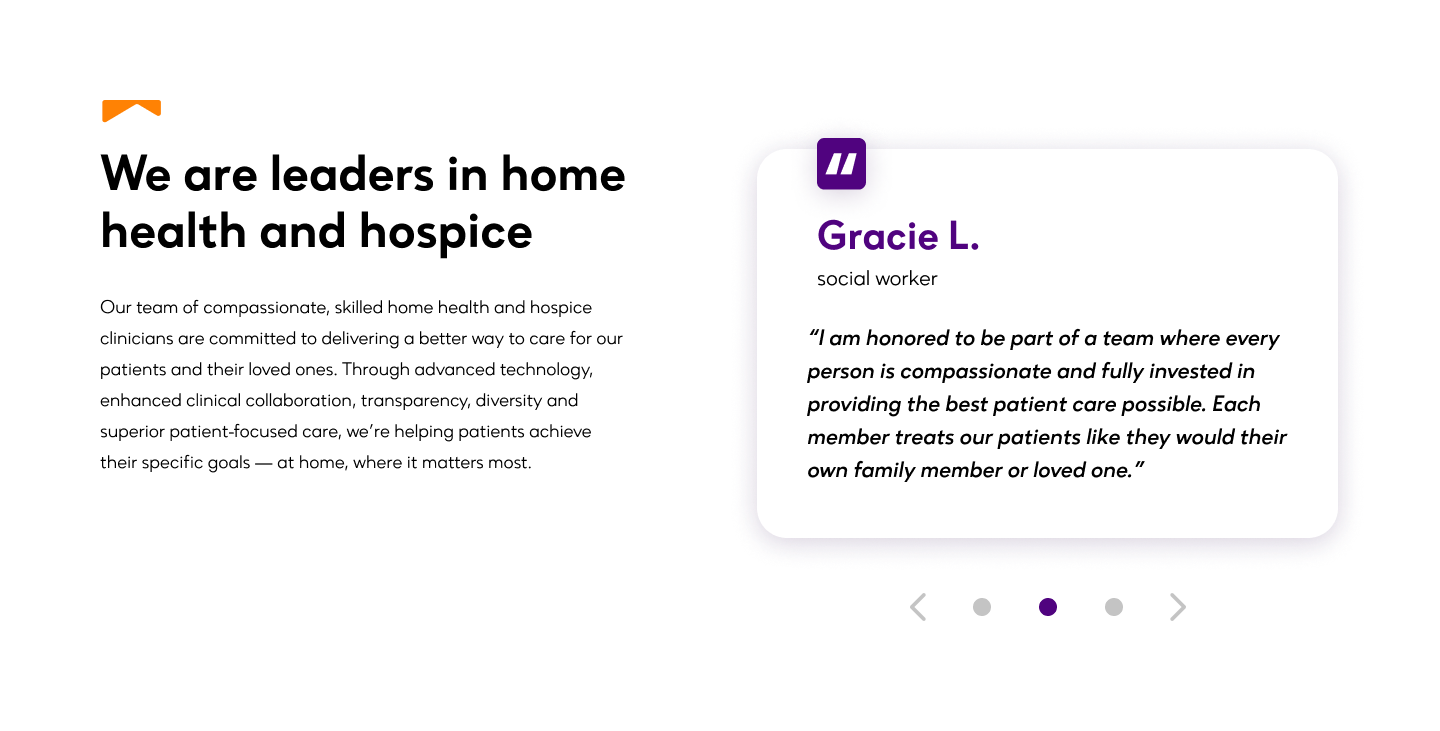 We are leaders in home
health and hospice
Our team of compassionate, skilled home health and hospice
clinicians are committed to delivering a better way to care for our
patients and their loved ones. Through advanced technology,
enhanced clinical collaboration, transparency, diversity and
superior patient-focused care, we’re helping patients achieve
their specific goals — at home, where it matters most.
Gracie L.
social worker
“I am honored to be part of a team where every
person is compassionate and fully invested in
providing the best patient care possible. Each
member treats our patients like they would their
own family member or loved one.”